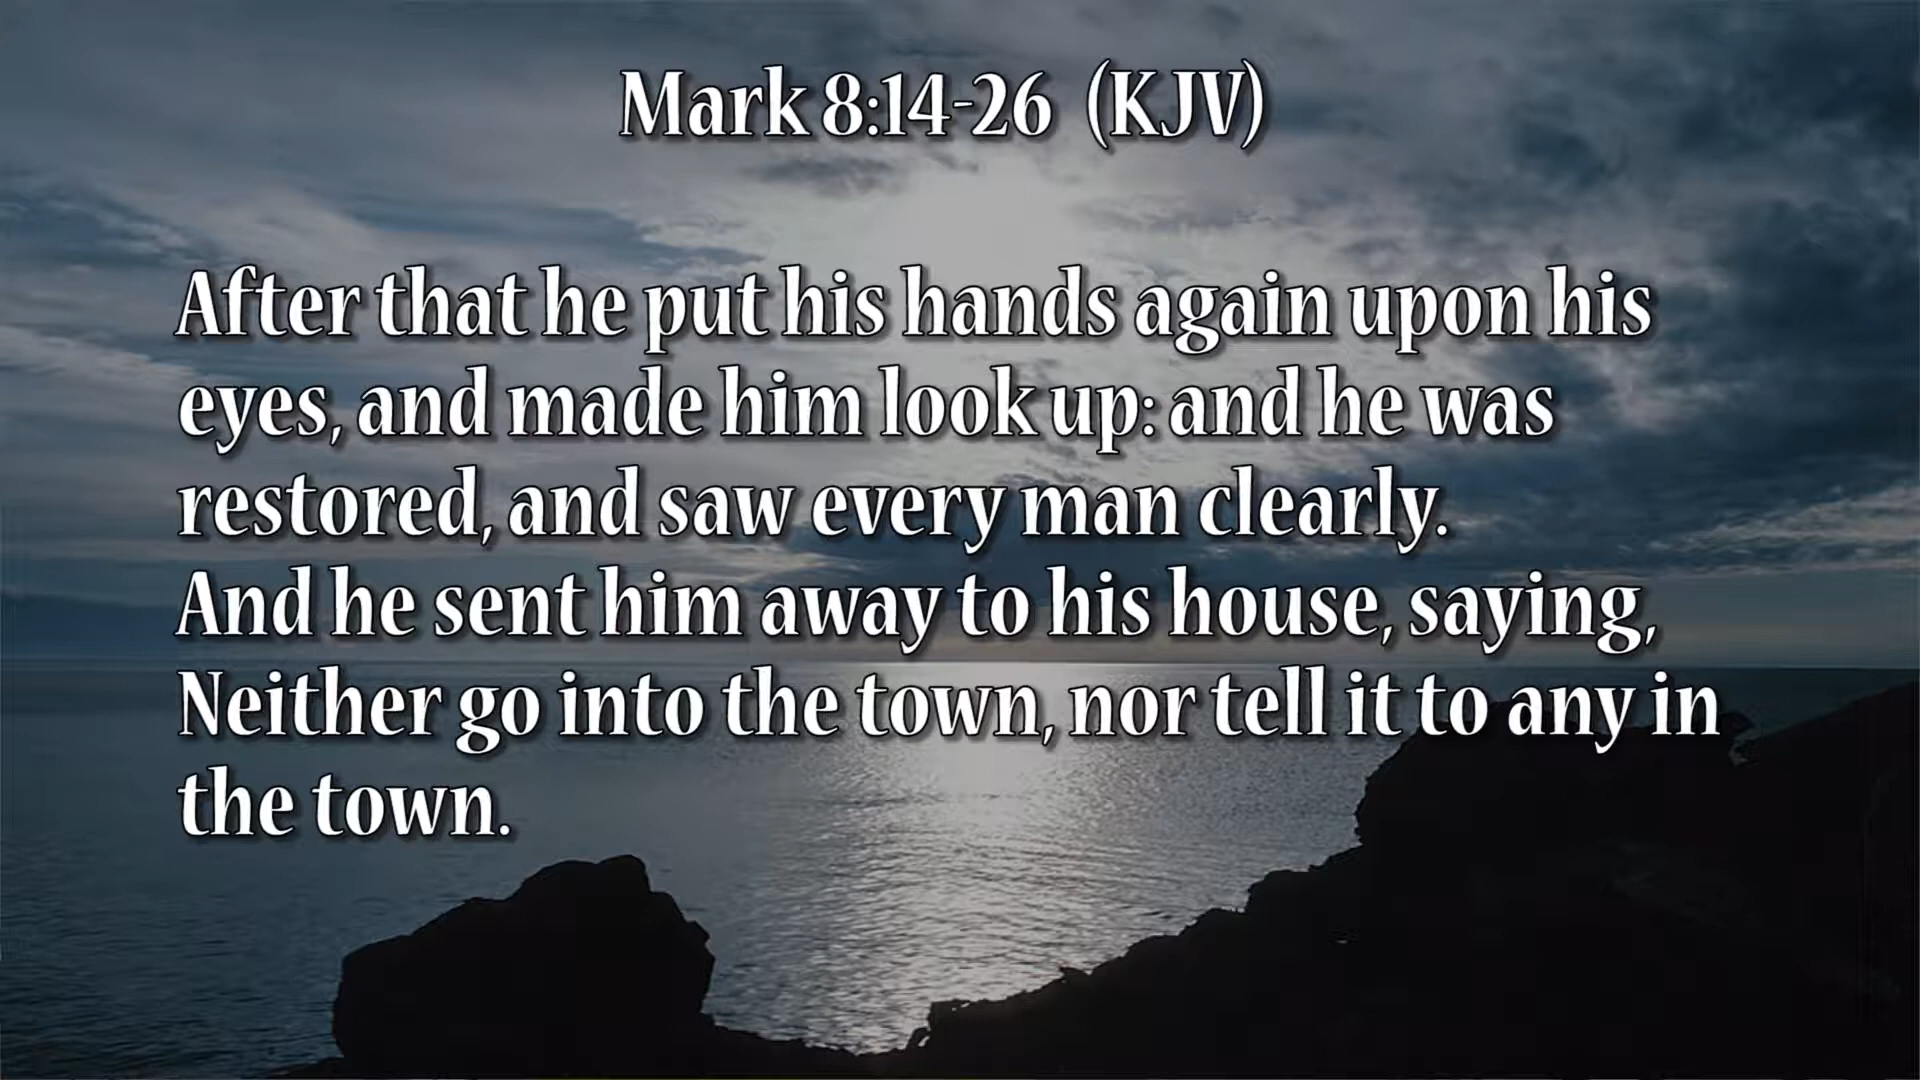 Mark 8:14-26 (KJV)
After that he put his hands again upon his
eyes, and made him look up: and he was
restored, and saw every man clearly.
And he sent him away to his house, saying,
Neither go into the town, nor tell it to any in
the town.